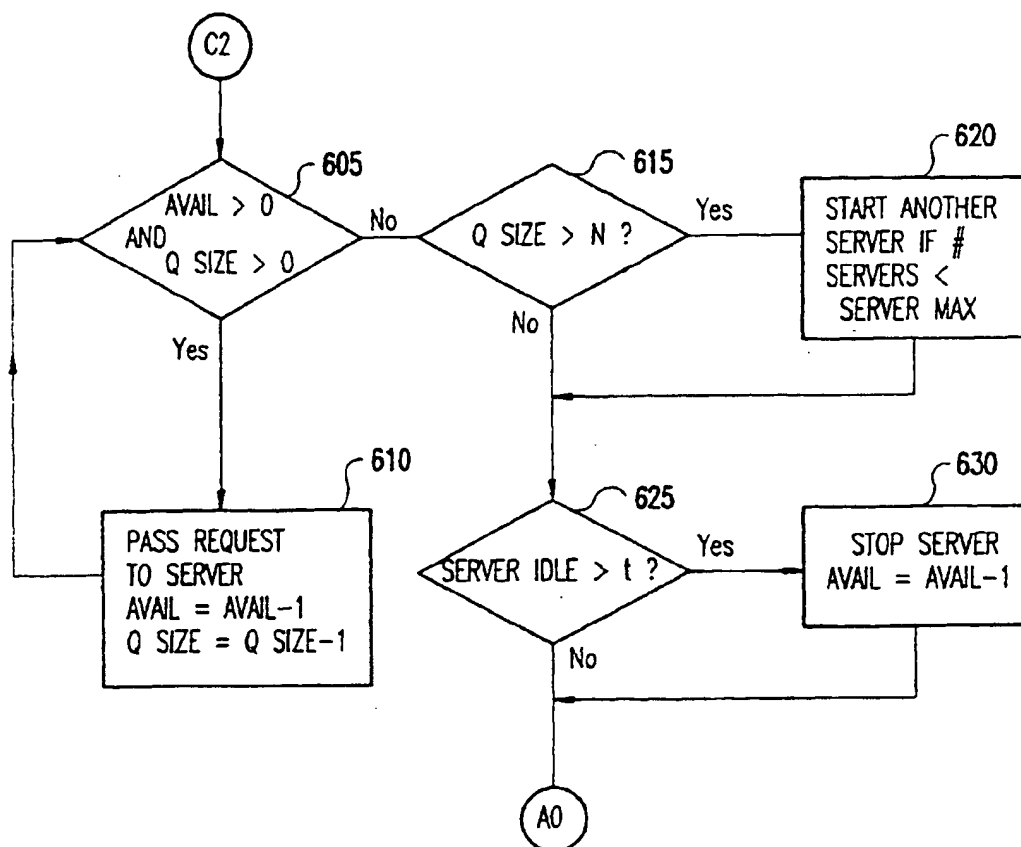 C2
605
AVAIL > 0
AND
Q SIZE > 0
No
Yes
615
Q SIZE > N ?
Yes
No
620
START ANOTHER
SERVER IF #
SERVERS <
SERVER MAX
610
PASS REQUEST
TO SERVER
AVAIL = AVAIL-1
Q SIZE = Q SIZE-1
625
SERVER IDLE > t ?
Yes
No
630
STOP SERVER
AVAIL = AVAIL-1
A0